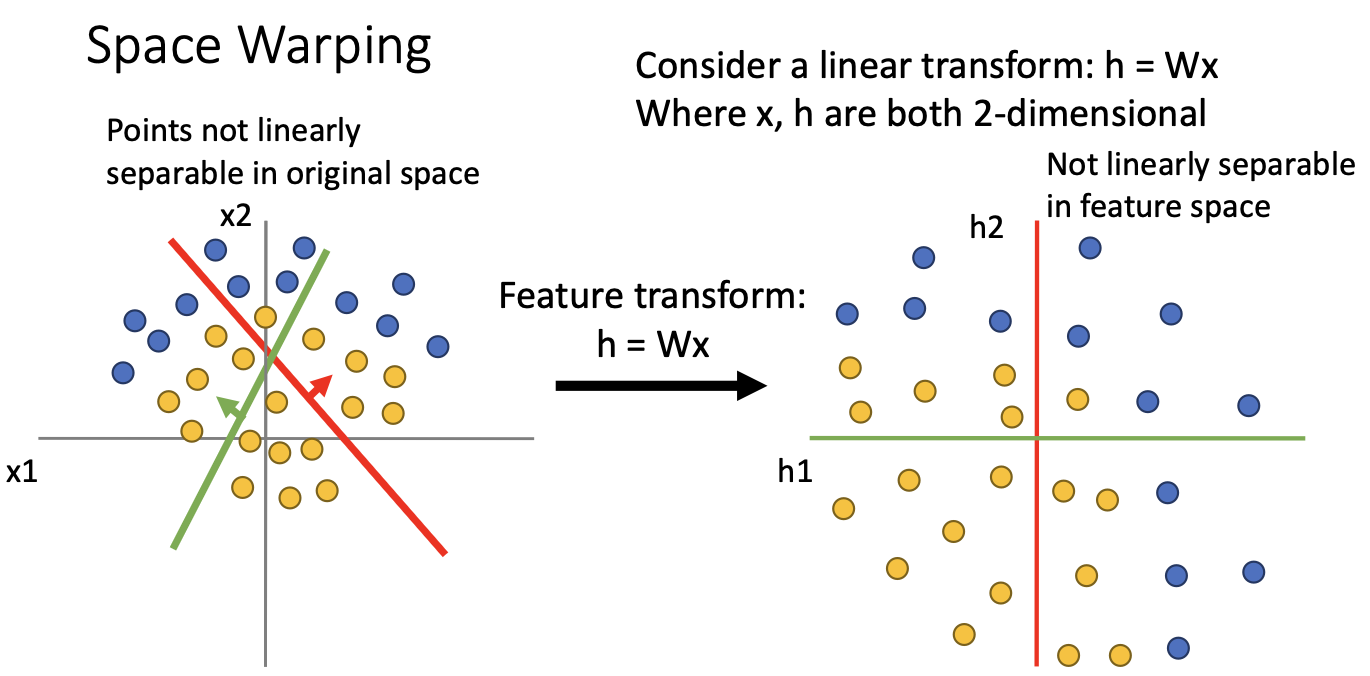 Space Warping
Consider a linear transform: h = Wx
Where x, h are both 2-dimensional
Points not linearly
separable in original space
x2
x1
Feature transform:
h = Wx
Not linearly separable
in feature space
h2
h1